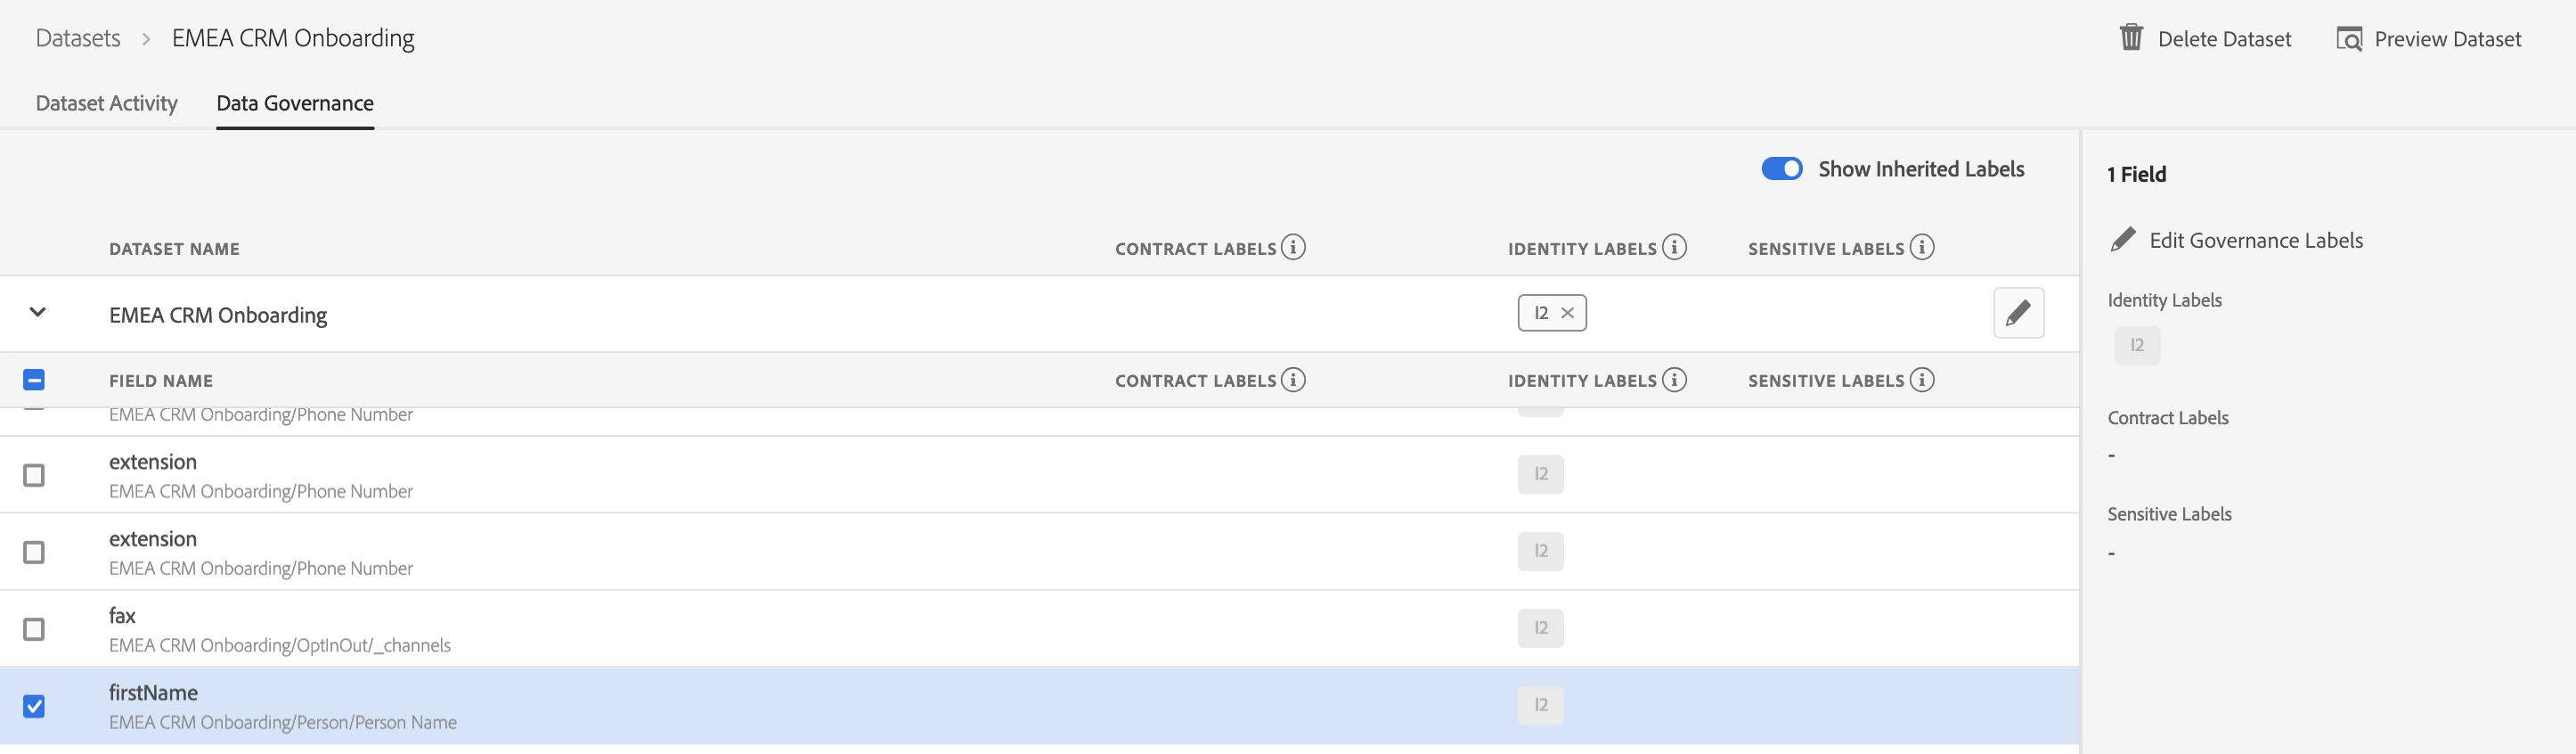 Datasets > EMEA CRM Onboarding
Delete Dataset
Preview Dataset
Dataset Activity
Data Governance
Show Inherited Labels
DATASET NAME CONTRACT LABELS IDENTITY LABELS SENSITIVE LABELS
EMEA CRM Onboarding I2
FIELD NAME CONTRACT LABELS IDENTITY LABELS SENSITIVE LABELS
EMEA CRM Onboarding/Phone Number
extension I2
EMEA CRM Onboarding/Phone Number
extension I2
EMEA CRM Onboarding/Phone Number
fax I2
EMEA CRM Onboarding/OptInOut/_channels
firstName I2
EMEA CRM Onboarding/Person/Person Name
1 Field
Edit Governance Labels
Identity Labels
I2
Contract Labels
-
Sensitive Labels
-